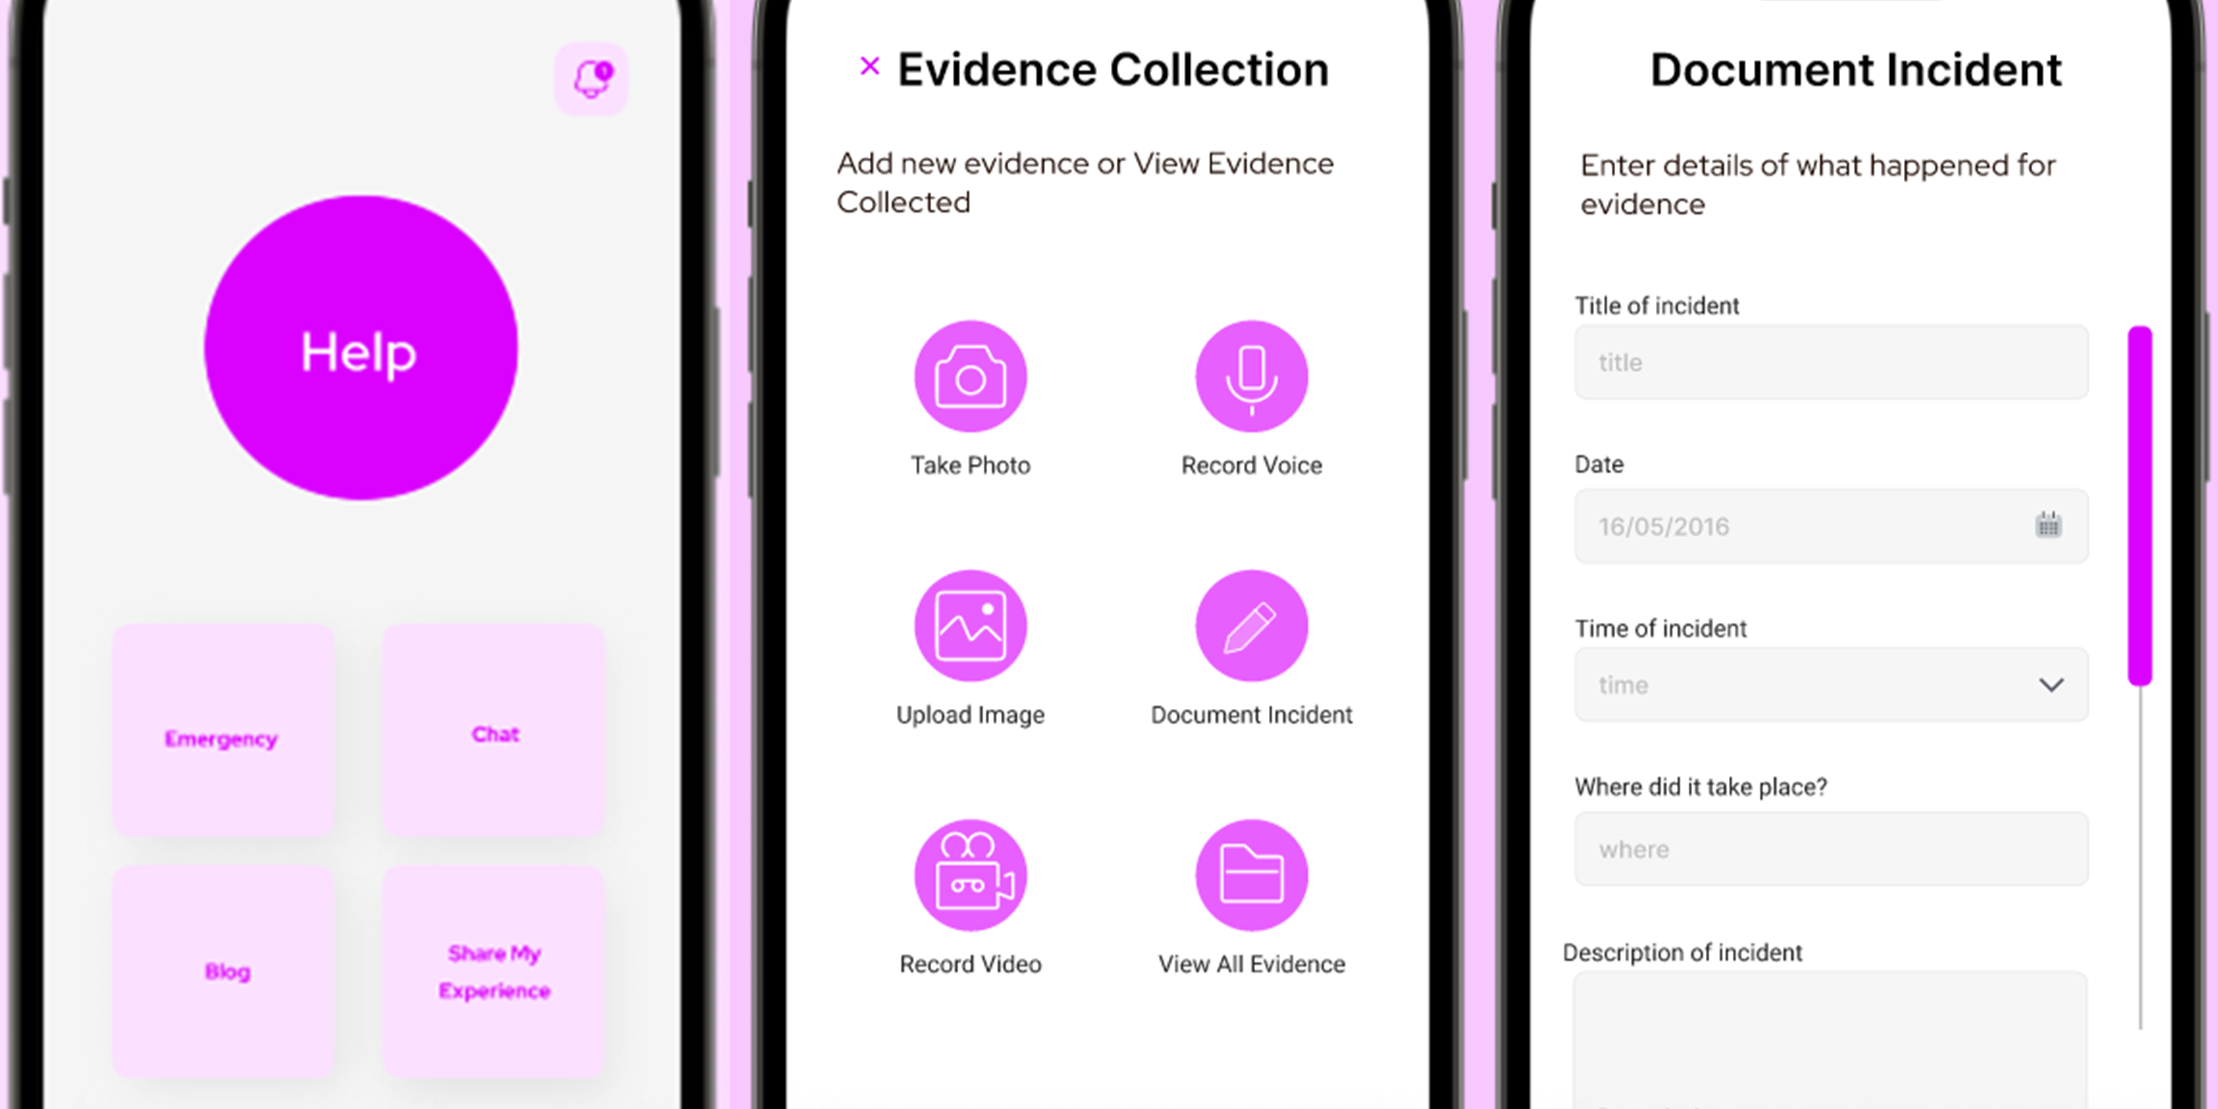 1
Help
Emergency
Chat
Blog
Share My
Experience
× Evidence Collection
Add new evidence or View Evidence
Collected
Take Photo
Record Voice
Upload Image
Document Incident
Record Video
View All Evidence
Document Incident
Enter details of what happened for
evidence
Title of incident
title
Date
16/05/2016
Time of incident
time
Where did it take place?
where
Description of incident